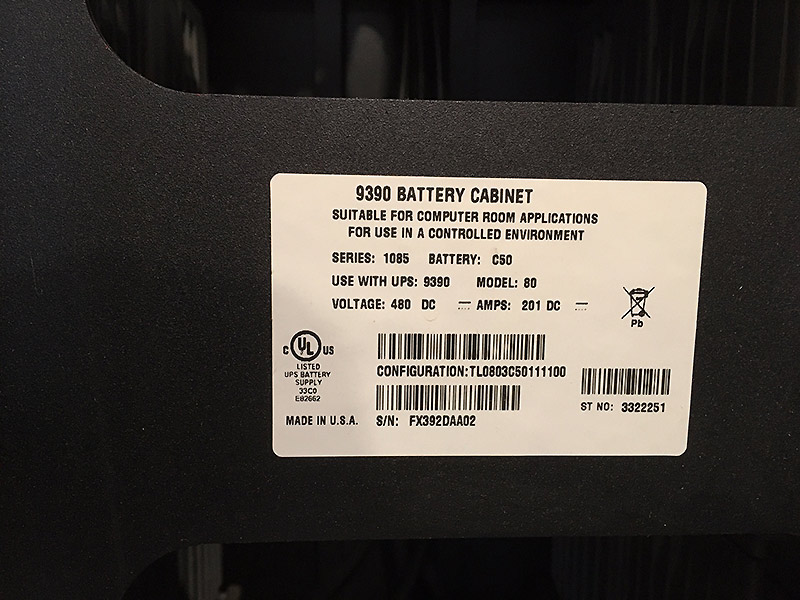 9390 BATTERY CABINET
SUITABLE FOR COMPUTER ROOM APPLICATIONS
FOR USE IN A CONTROLLED ENVIRONMENT
SERIES: 1085 BATTERY: C50
USE WITH UPS: 9390 MODEL: 80
VOLTAGE: 480 DC AMPS: 201 DC
Pb
C UL US
LISTED
UPS BATTERY
SUPPLY
33C0
E82662
MADE IN U.S.A.
CONFIGURATION:TL0803C50111100
S/N: FX392DAA02
ST NO: 3322251